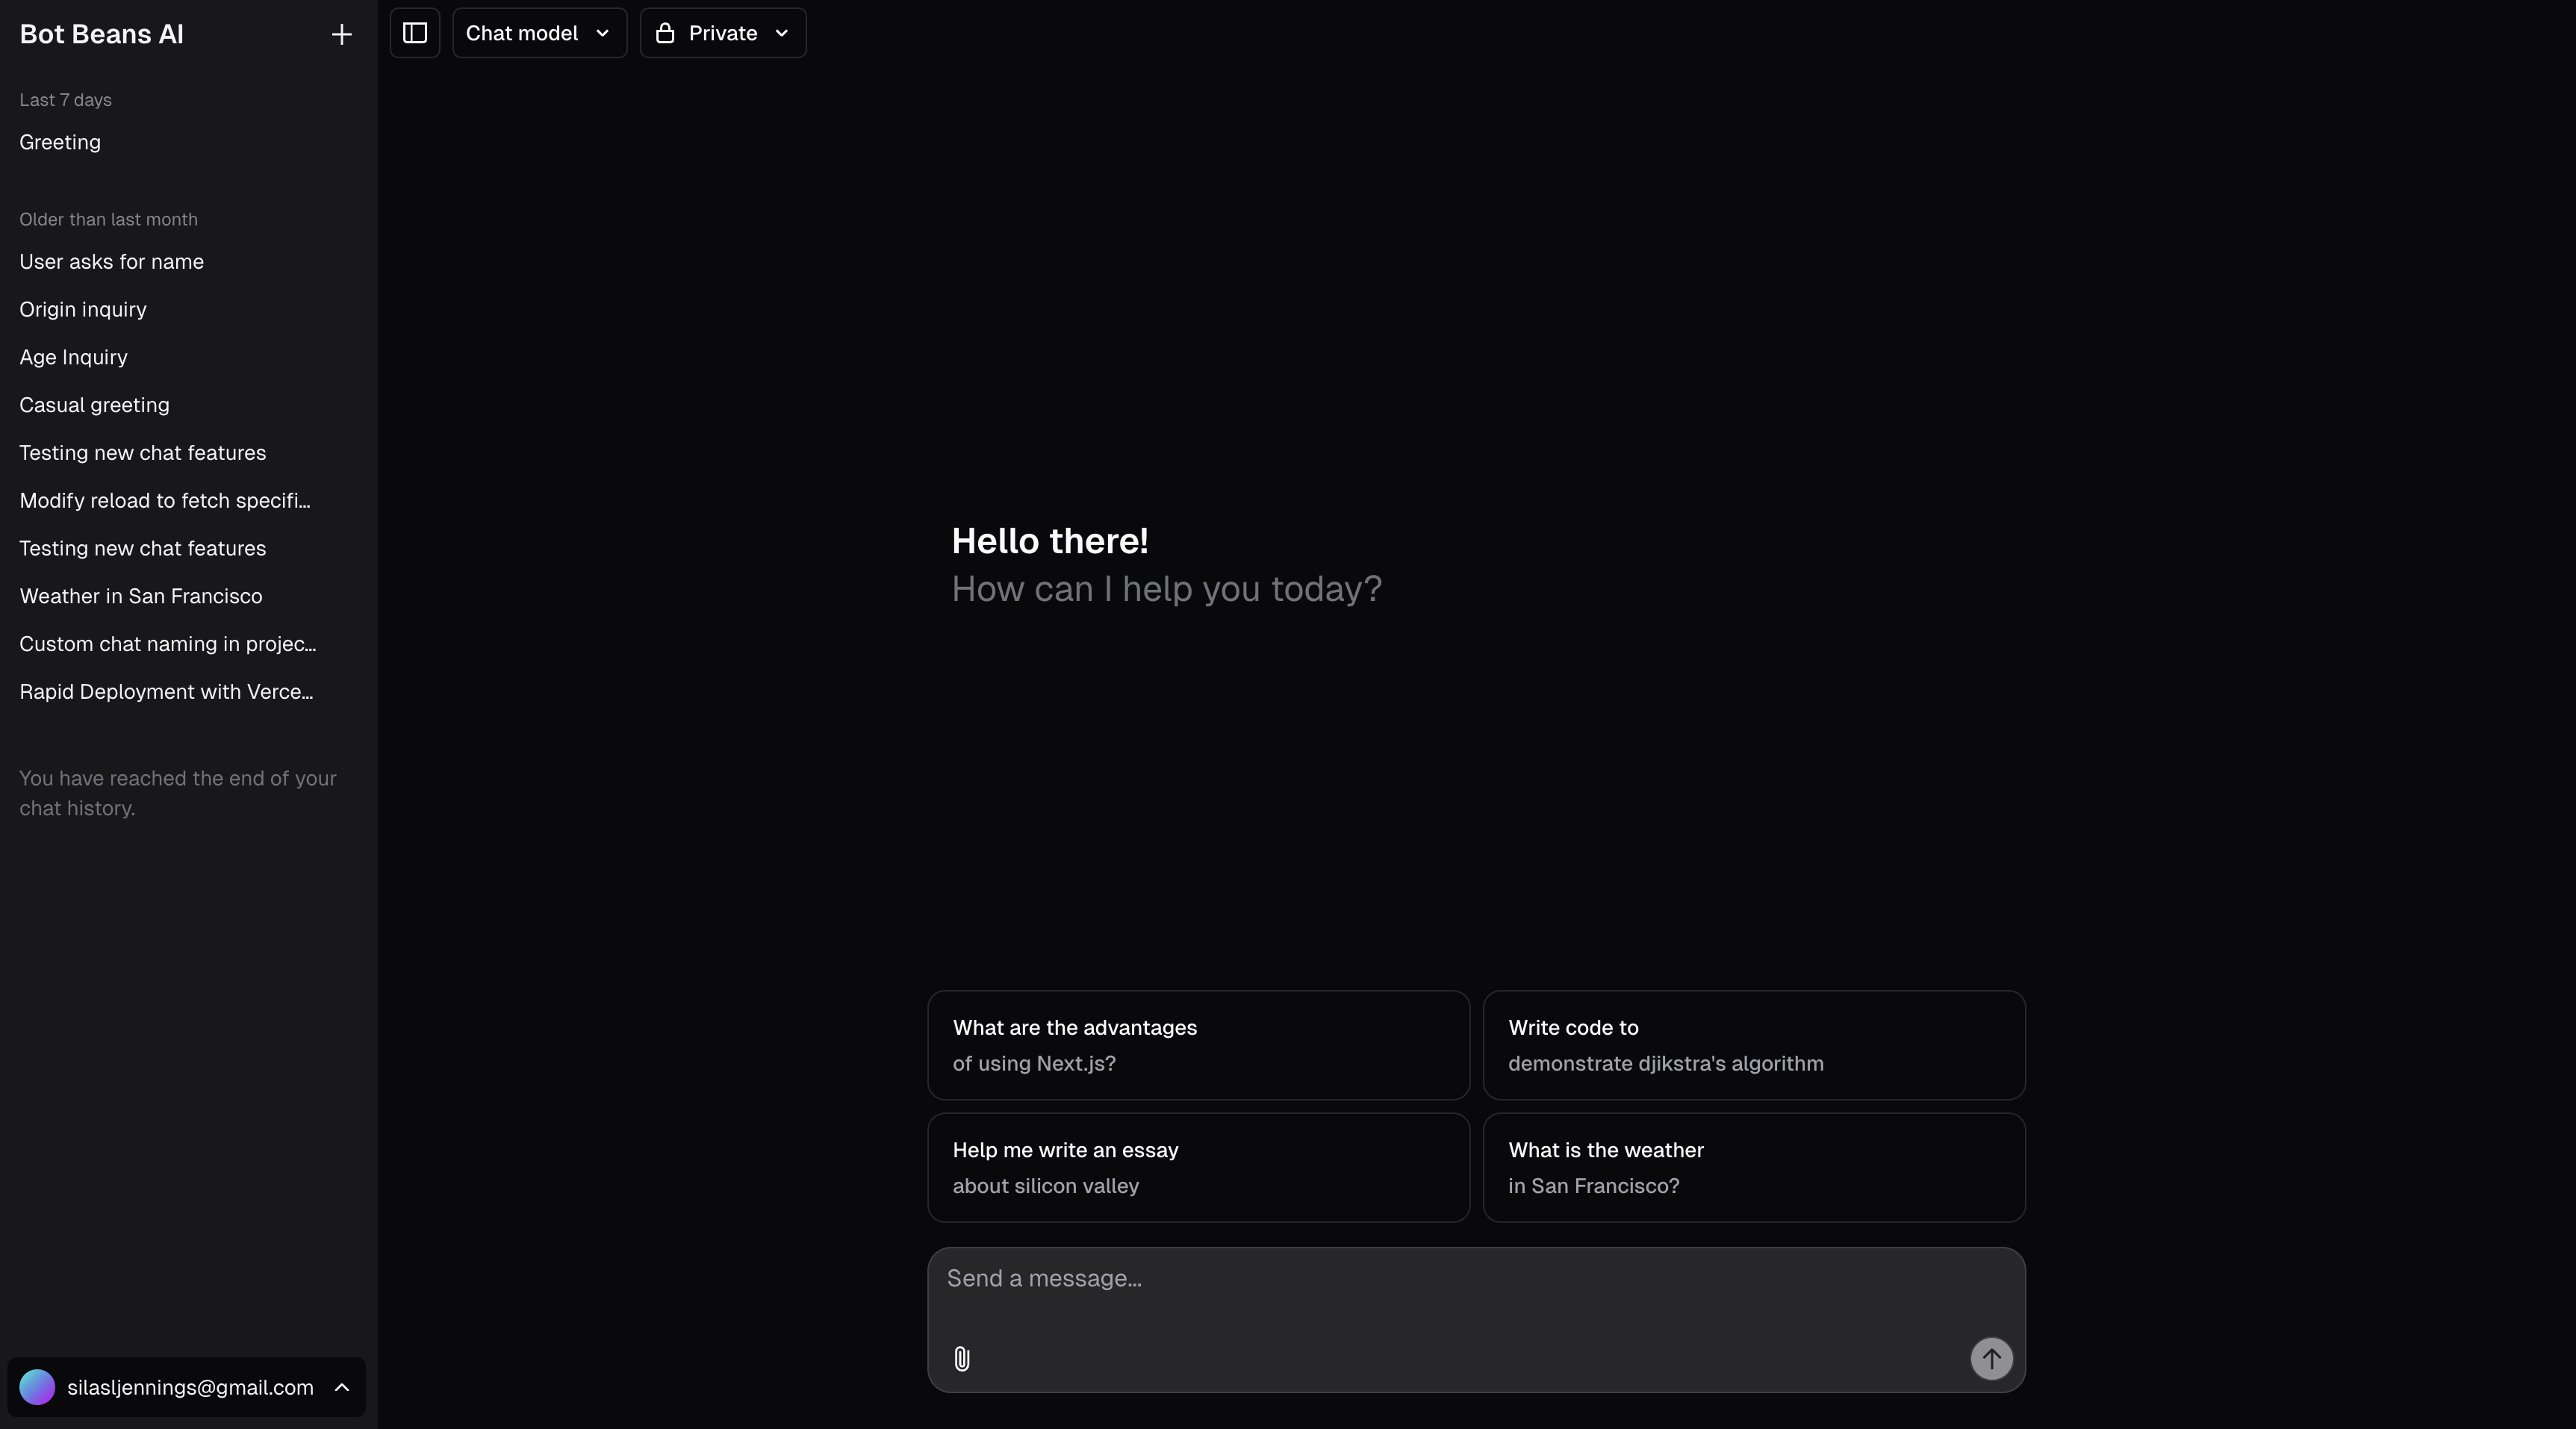 Bot Beans AI
Last 7 days
Greeting
Older than last month
User asks for name
Origin inquiry
Age Inquiry
Casual greeting
Testing new chat features
Modify reload to fetch specifi...
Testing new chat features
Weather in San Francisco
Custom chat naming in projec...
Rapid Deployment with Verce...
You have reached the end of your
chat history.
silasljennings@gmail.com
Chat model
Private
Hello there!
How can I help you today?
What are the advantages
of using Next.js?
Write code to
demonstrate djikstra's algorithm
Help me write an essay
about silicon valley
What is the weather
in San Francisco?
Send a message...